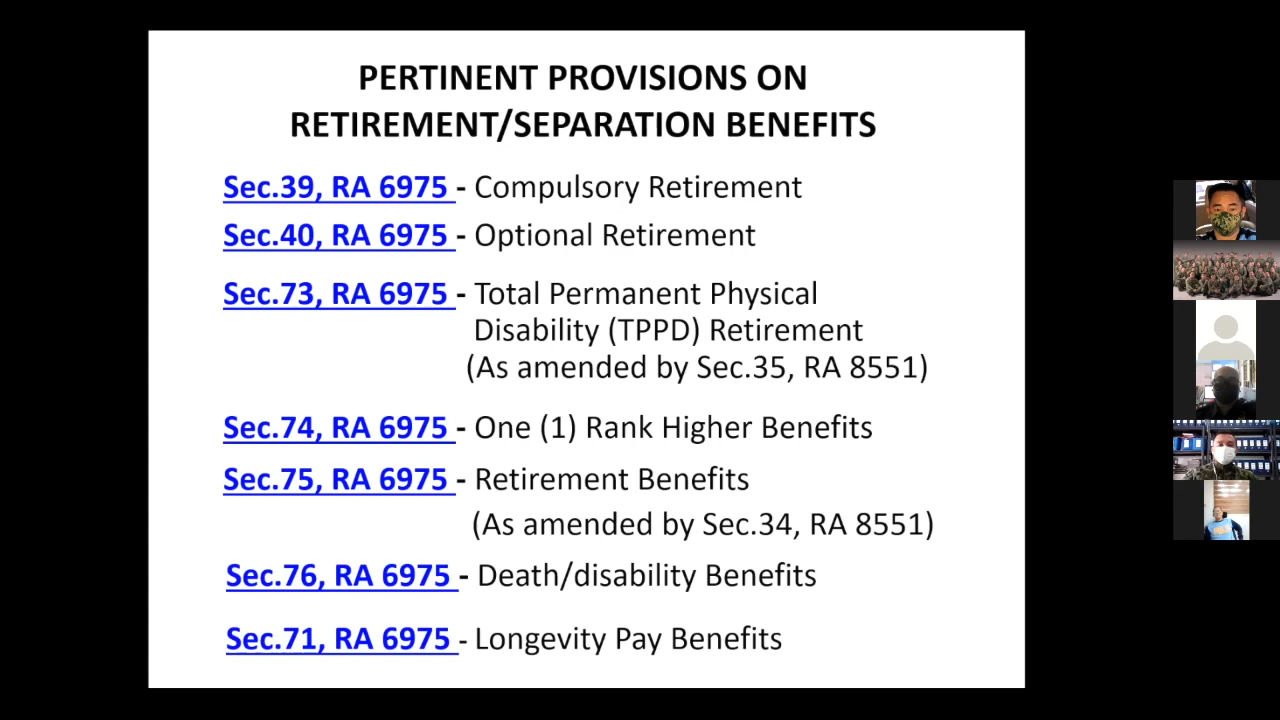 PERTINENT PROVISIONS ON
RETIREMENT/SEPARATION BENEFITS
Sec.39, RA 6975 - Compulsory Retirement
Sec.40, RA 6975 - Optional Retirement
Sec.73, RA 6975 - Total Permanent Physical
Disability (TPPD) Retirement
(As amended by Sec.35, RA 8551)
Sec.74, RA 6975 - One (1) Rank Higher Benefits
Sec.75, RA 6975 - Retirement Benefits
(As amended by Sec.34, RA 8551)
Sec.76, RA 6975 - Death/disability Benefits
Sec.71, RA 6975 - Longevity Pay Benefits